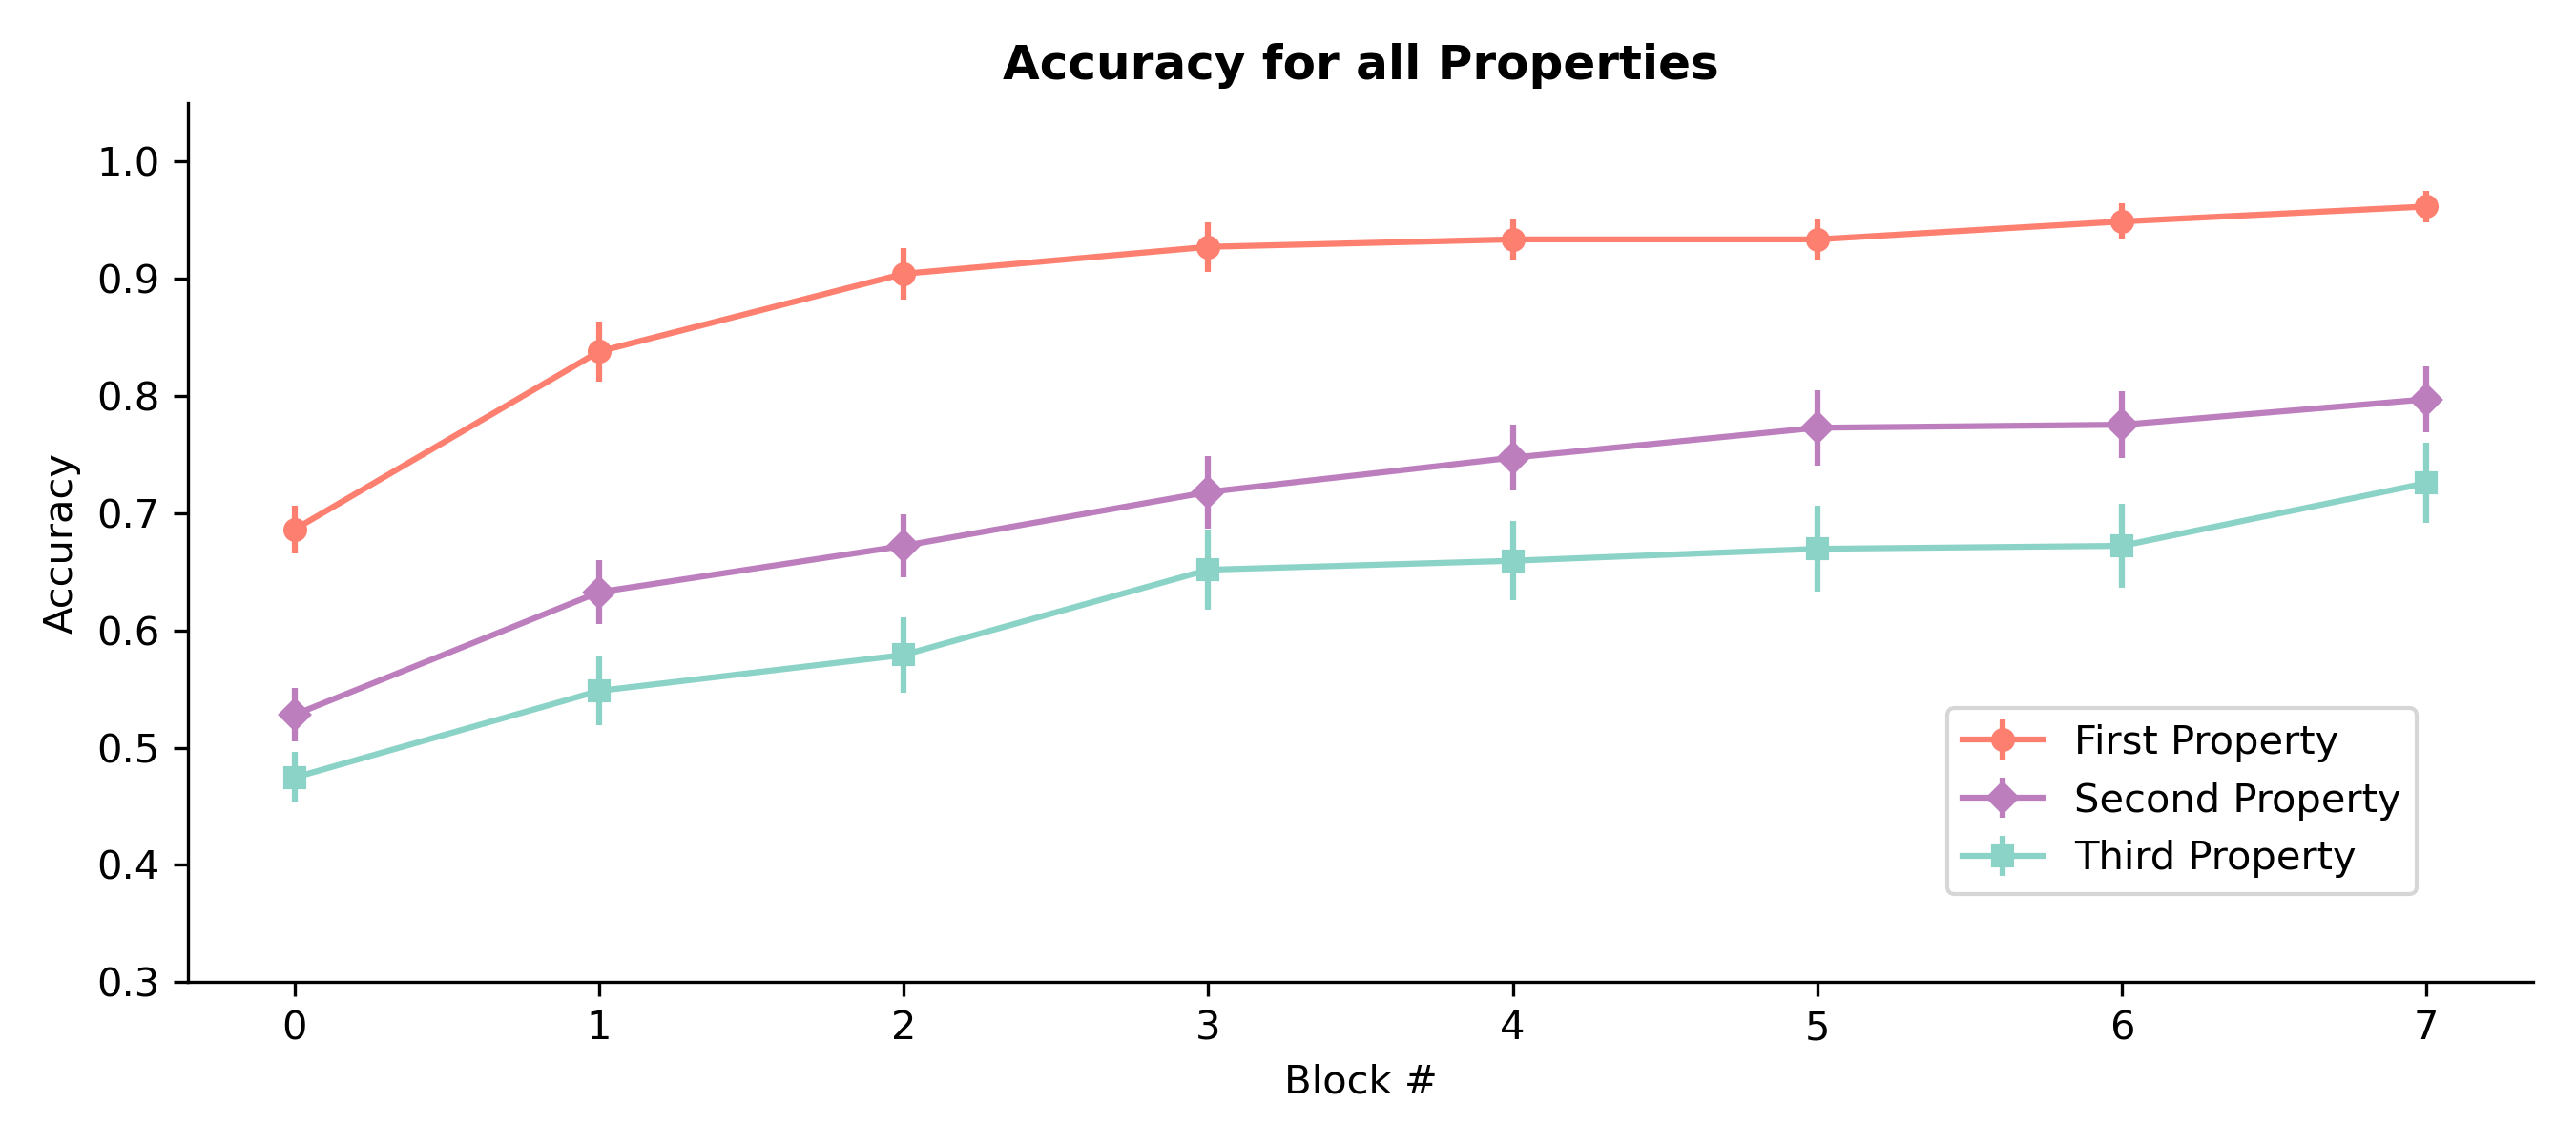 Accuracy for all Properties
Accuracy
1.0
0.9
0.8
0.7
0.6
0.5
0.4
0.3
0 1 2 3 4 5 6 7
Block #
First Property
Second Property
Third Property